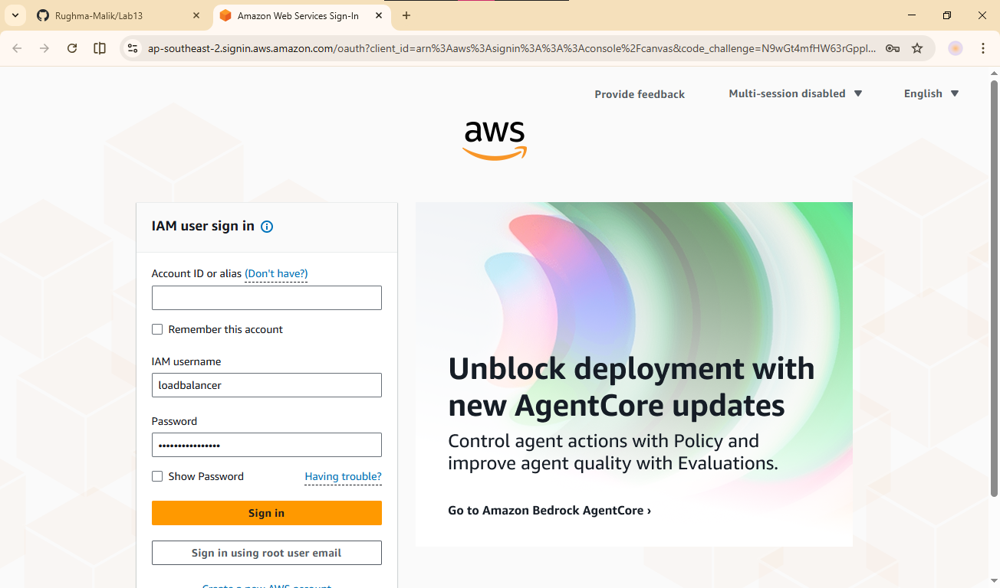 Rughma-Malik/Lab13
Amazon Web Services Sign-In
ap-southeast-2.signin.aws.amazon.com/oauth?client_id=arn%3Aaws%3Asignin%3A%3A%3Aconsole%2Fcanvas&code_challenge=N9wGt4mfHW63rGppl...
Provide feedback
Multi-session disabled
English
aws
IAM user sign in
Account ID or alias (Don't have?)
Remember this account
IAM username
loadbalancer
Password
••••••••••••••••
Show Password
Having trouble?
Sign in
Sign in using root user email
Create a new AWS account
Unblock deployment with
new AgentCore updates
Control agent actions with Policy and
improve agent quality with Evaluations.
Go to Amazon Bedrock AgentCore ›